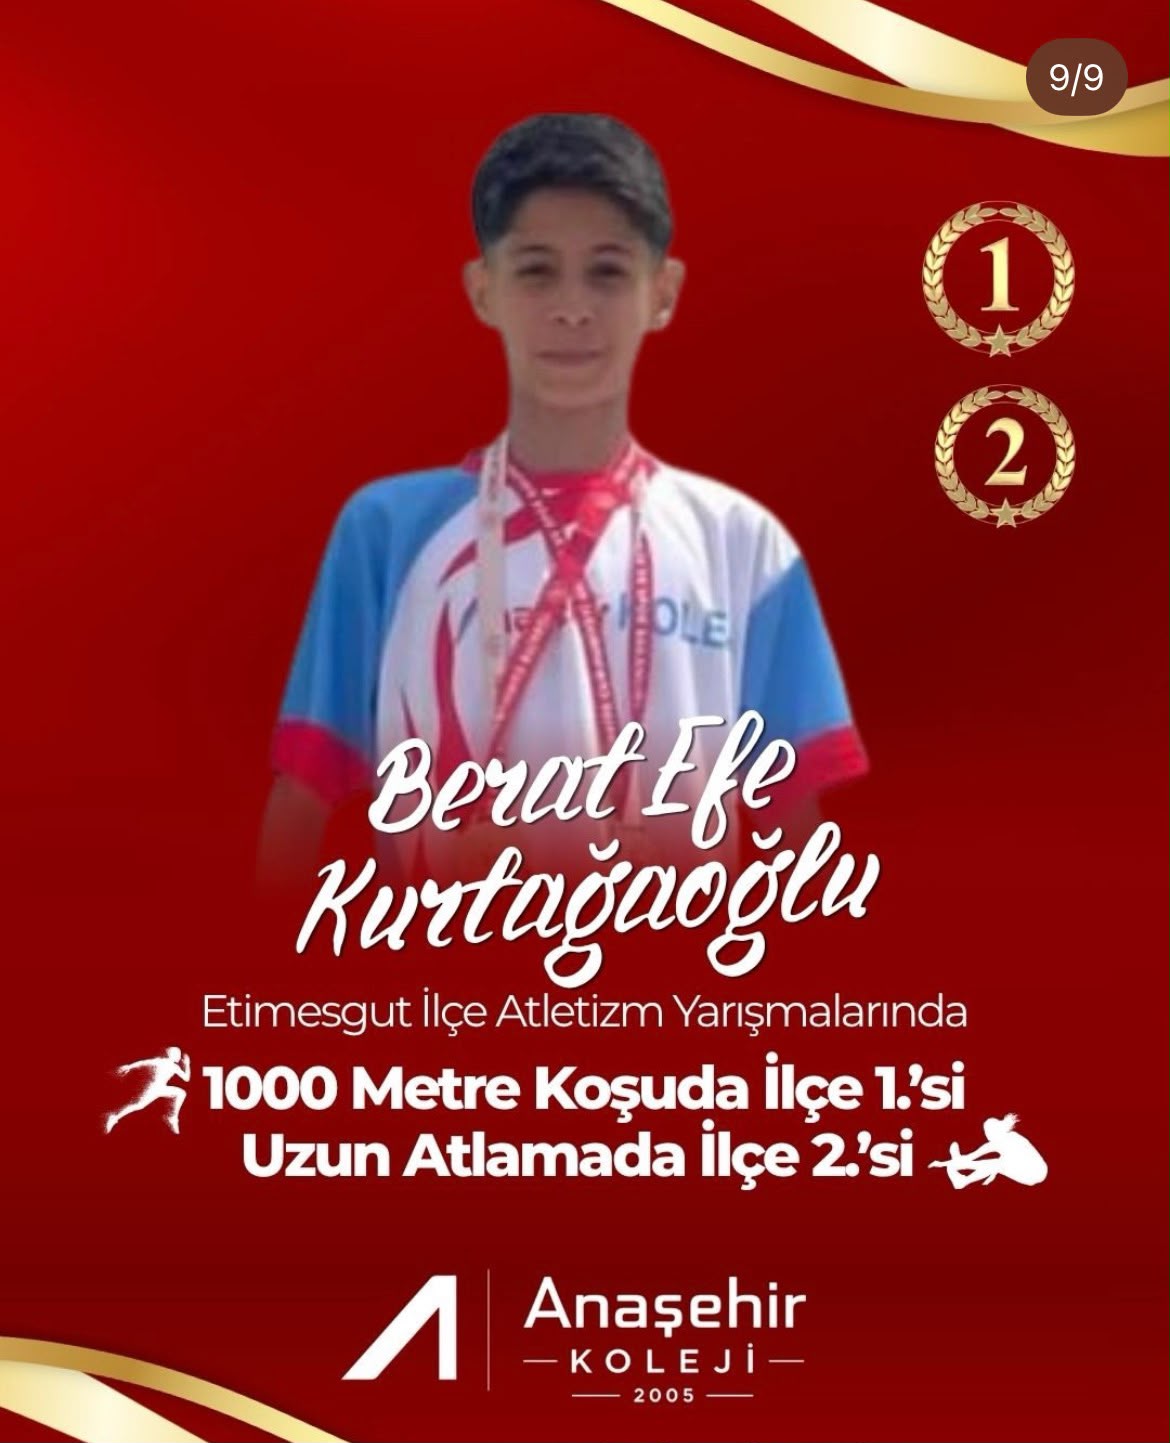 9/9
1
2
KOLE
Berat Efe
Kurtağaoğlu
Etimesgut İlçe Atletizm Yarışmalarında
1000 Metre Koşuda İlçe 1.'si
Uzun Atlamada İlçe 2.'si
Anaşehir
KOLEJİ
2005